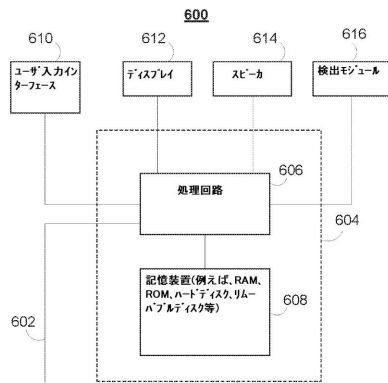 600
610
612
614
616
ユーザ入力イン
ターフェース
ディスプレイ
スピーカ
検出モジュール
606
処理回路
604
記憶装置(例えば、RAM、
ROM、ハードディスク、リムー
バブルディスク等)
608
602